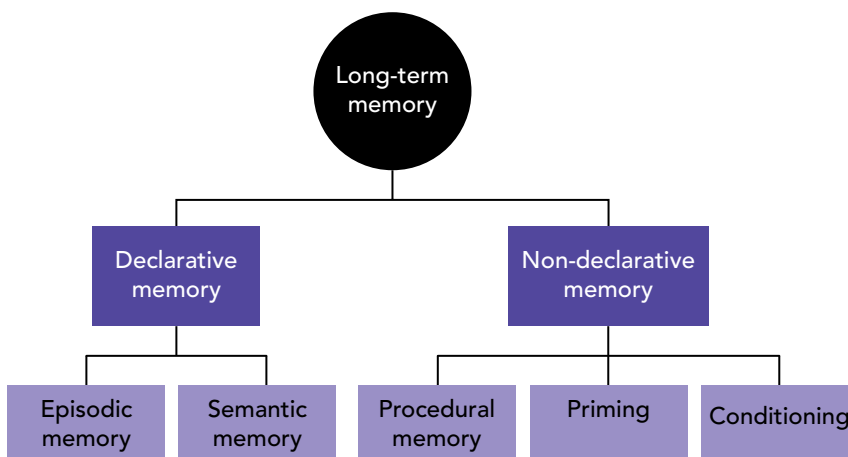 Long-term
memory
Declarative
memory
Non-declarative
memory
Episodic
memory
Semantic
memory
Procedural
memory
Priming
Conditioning